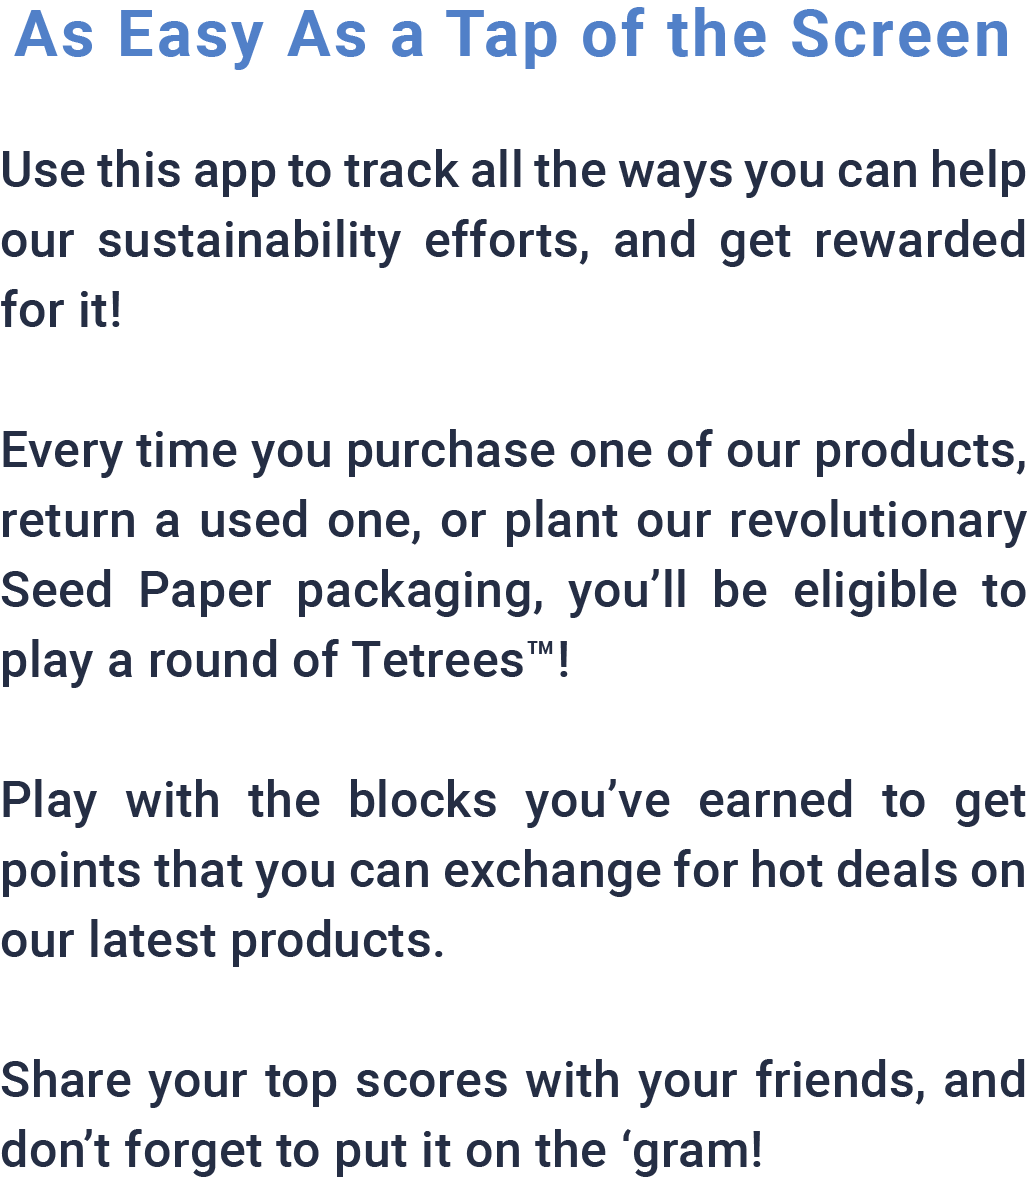 As Easy As a Tap of the Screen
Use this app to track all the ways you can help
our sustainability efforts, and get rewarded
for it!
Every time you purchase one of our products,
return a used one, or plant our revolutionary
Seed Paper packaging, you’ll be eligible to
play a round of Tetrees™!
Play with the blocks you’ve earned to get
points that you can exchange for hot deals on
our latest products.
Share your top scores with your friends, and
don’t forget to put it on the ‘gram!